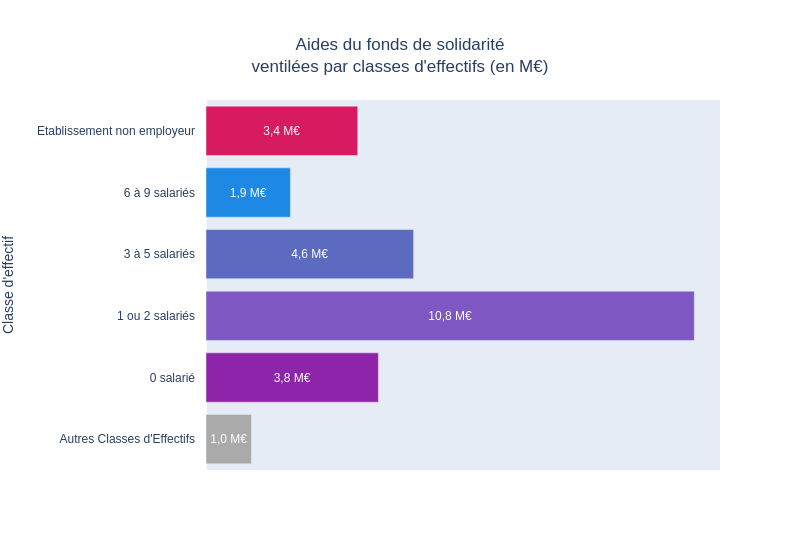 Aides du fonds de solidarité
ventilées par classes d'effectifs (en M€)
Classe d'effectif
Etablissement non employeur
3,4 M€
6 à 9 salariés
1,9 M€
3 à 5 salariés
4,6 M€
1 ou 2 salariés
10,8 M€
0 salarié
3,8 M€
Autres Classes d'Effectifs
1,0 M€